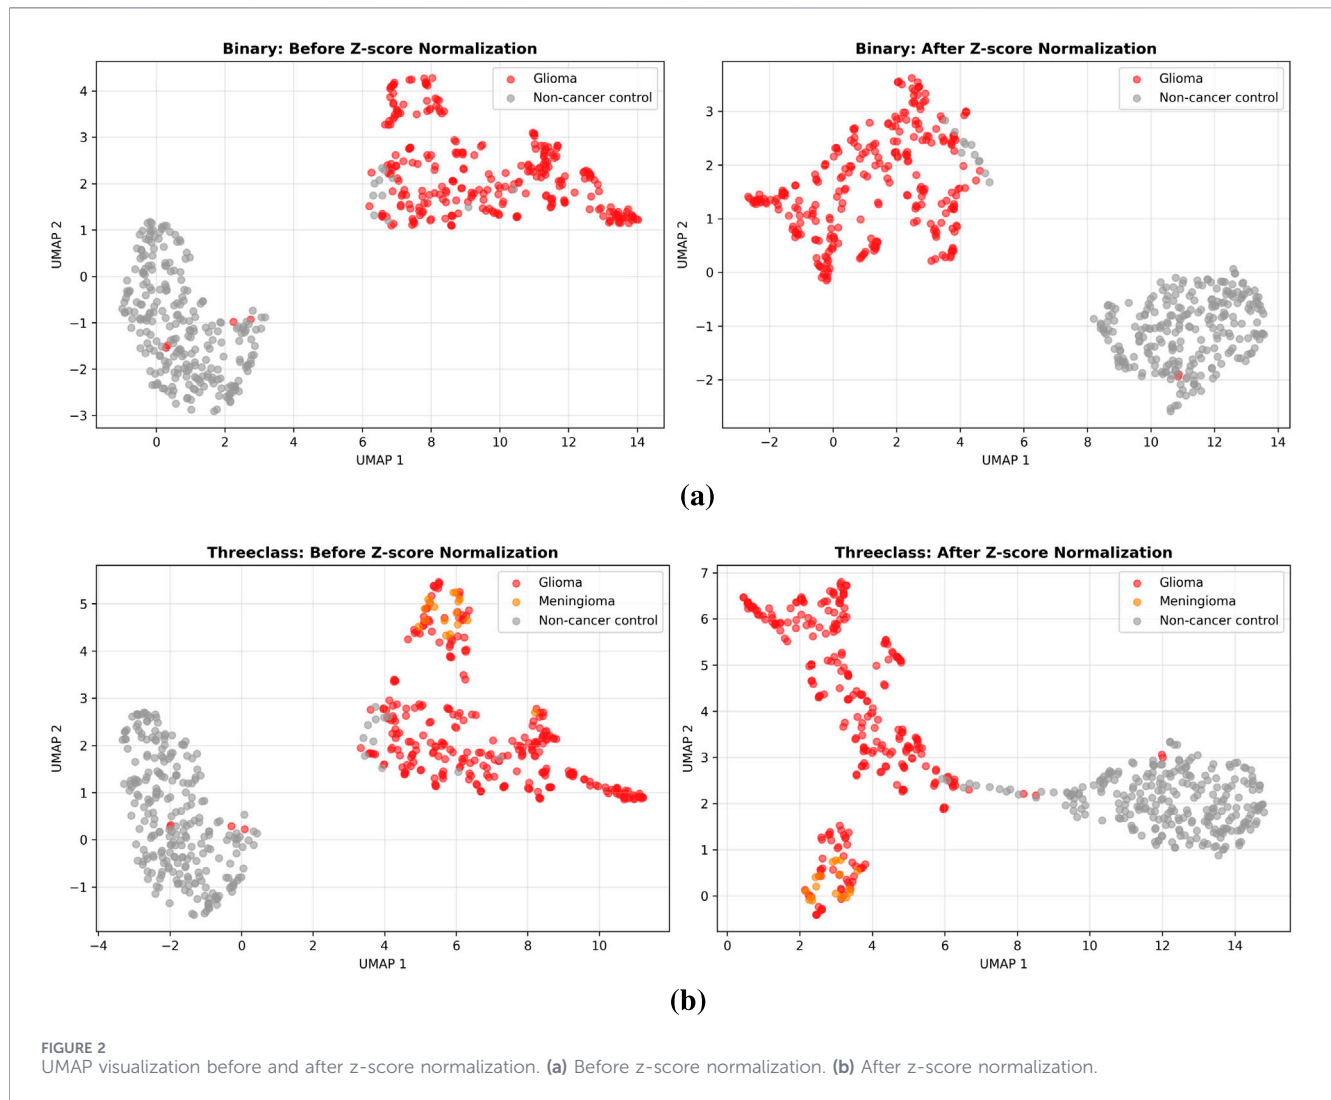 Binary: Before Z-score Normalization
Glioma
Non-cancer control
UMAP 2
4
3
2
1
0
−1
−2
−3
0 2 4 6 8 10 12 14
UMAP 1
Binary: After Z-score Normalization
Glioma
Non-cancer control
UMAP 2
3
2
1
0
−1
−2
−2 0 2 4 6 8 10 12 14
UMAP 1
(a)
Threeclass: Before Z-score Normalization
Glioma
Meningioma
Non-cancer control
UMAP 2
5
4
3
2
1
0
−1
−4 −2 0 2 4 6 8 10
UMAP 1
Threeclass: After Z-score Normalization
Glioma
Meningioma
Non-cancer control
UMAP 2
7
6
5
4
3
2
1
0
0 2 4 6 8 10 12 14
UMAP 1
(b)
FIGURE 2
UMAP visualization before and after z-score normalization. (a) Before z-score normalization. (b) After z-score normalization.